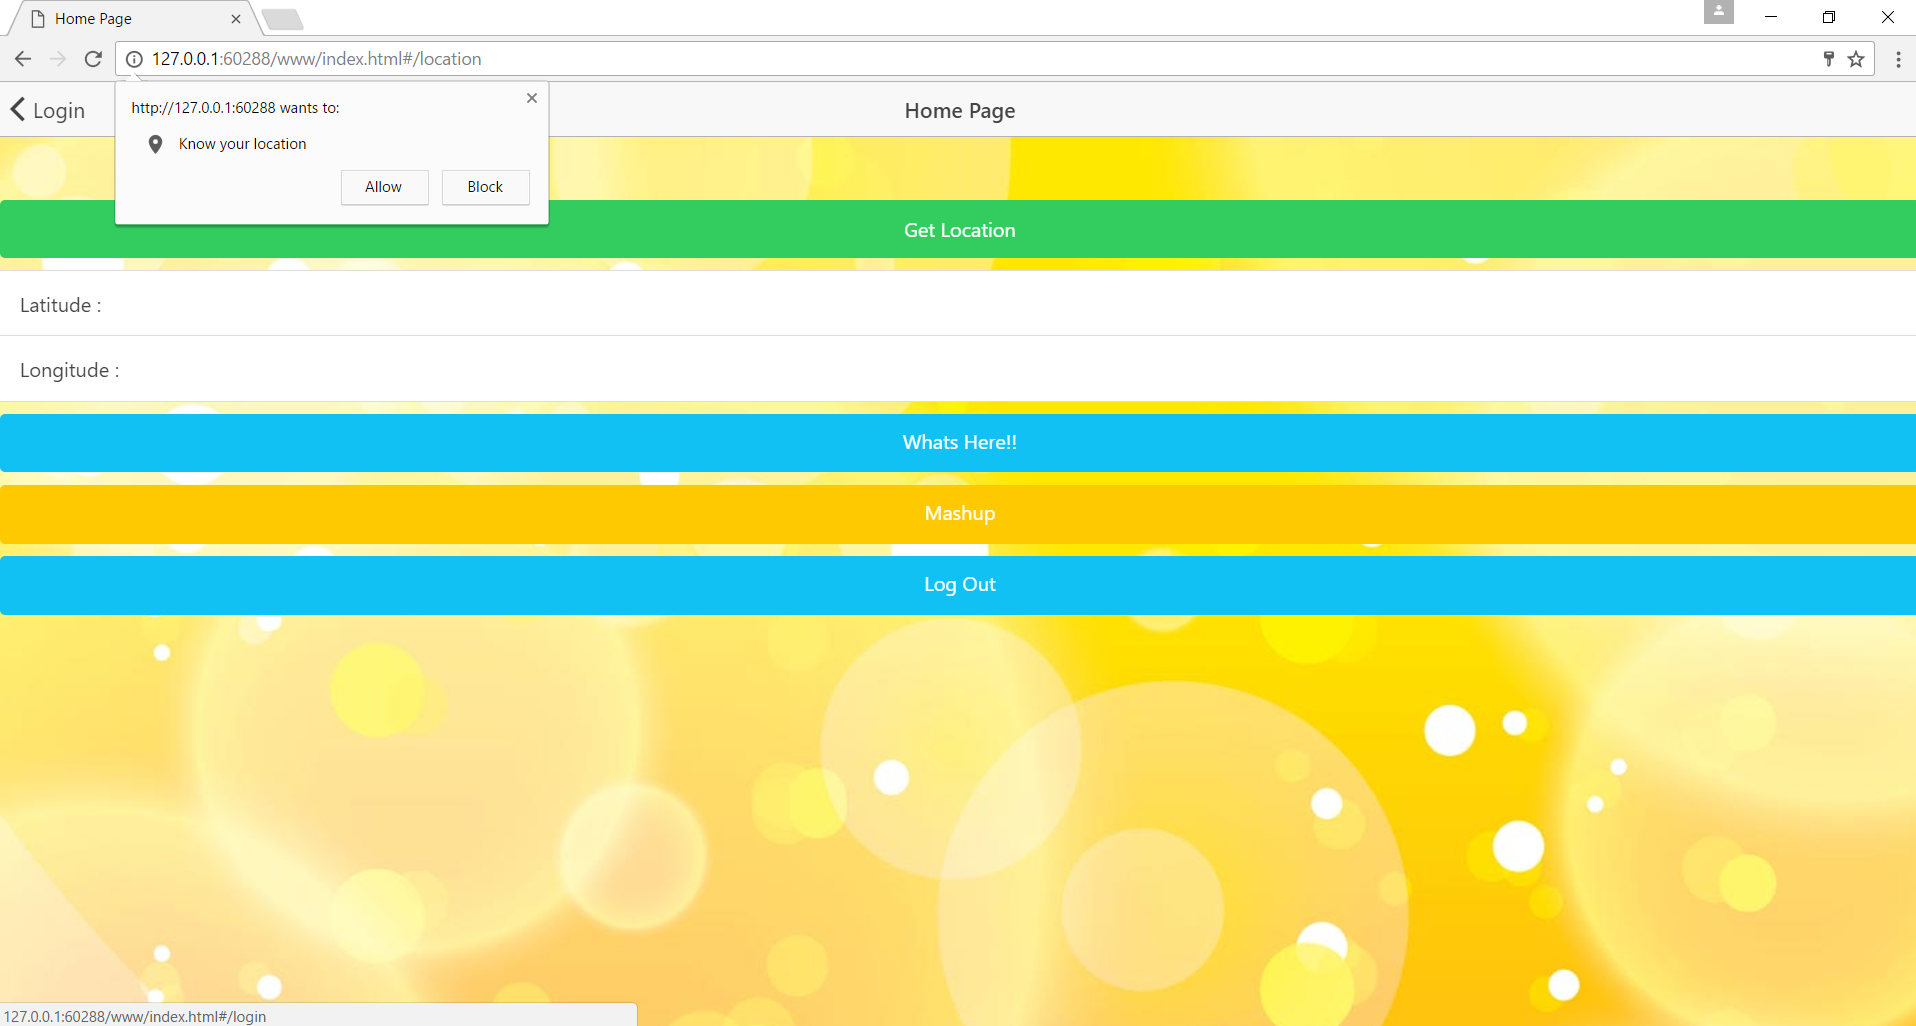 Home Page
127.0.0.1:60288/www/index.html#/location
http://127.0.0.1:60288 wants to:
Know your location
Allow Block
Login
Home Page
Get Location
Latitude :
Longitude :
Whats Here!!
Mashup
Log Out
127.0.0.1:60288/www/index.html#/login